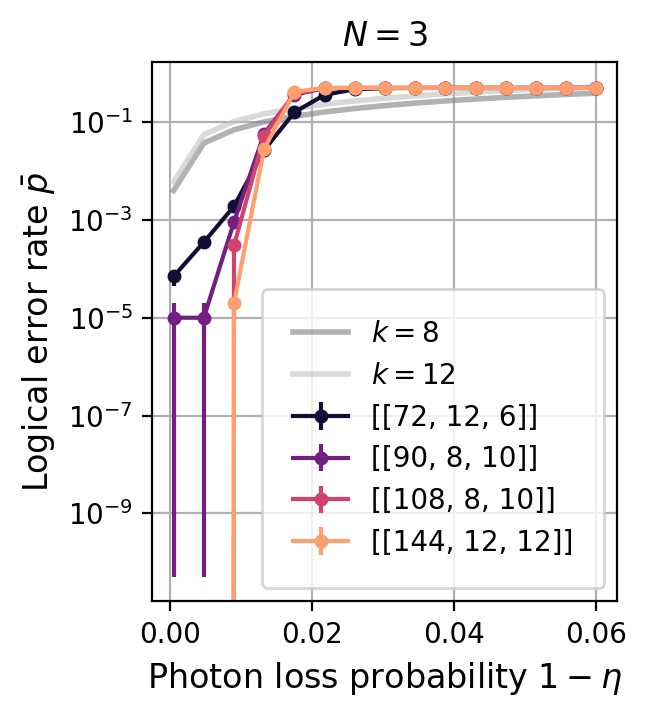 N = 3
Logical error rate p̄
10⁻¹
10⁻³
10⁻⁵
10⁻⁷
10⁻⁹
k = 8
k = 12
[[72, 12, 6]]
[[90, 8, 10]]
[[108, 8, 10]]
[[144, 12, 12]]
0.00 0.02 0.04 0.06
Photon loss probability 1 − η